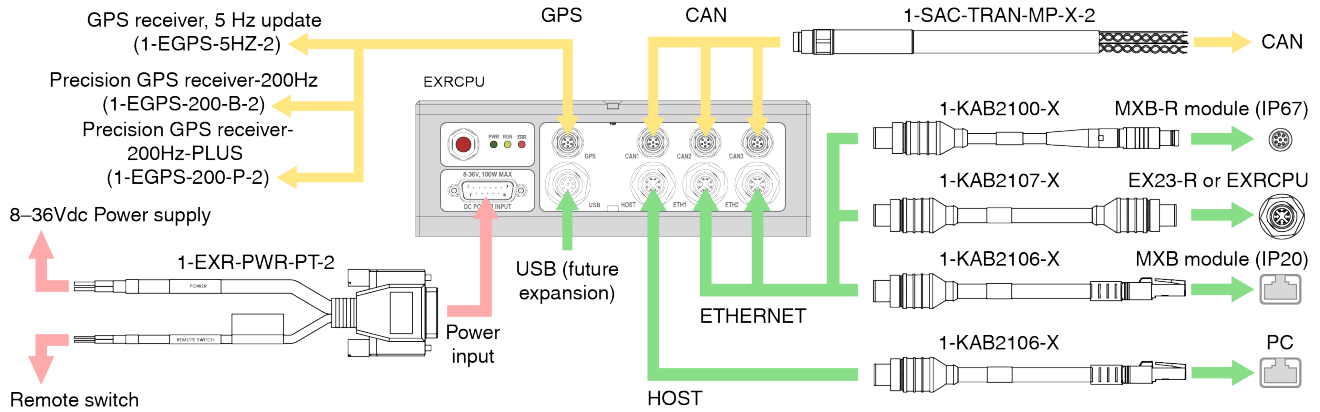 GPS receiver, 5 Hz update
(1-EGPS-5HZ-2)
Precision GPS receiver-200Hz
(1-EGPS-200-B-2)
Precision GPS receiver-
200Hz-PLUS
(1-EGPS-200-P-2)
8–36Vdc Power supply
1-EXR-PWR-PT-2
POWER
REMOTE SWITCH
Remote switch
Power
input
GPS
CAN
EXRCPU
PWR RUN ERR
8-36V, 100W MAX
DC POWER INPUT
GPS
CAN1
CAN2
CAN3
USB
HOST
ETH1
ETH2
USB (future
expansion)
ETHERNET
HOST
1-SAC-TRAN-MP-X-2
CAN
1-KAB2100-X
MXB-R module (IP67)
1-KAB2107-X
EX23-R or EXRCPU
1-KAB2106-X
MXB module (IP20)
1-KAB2106-X
PC